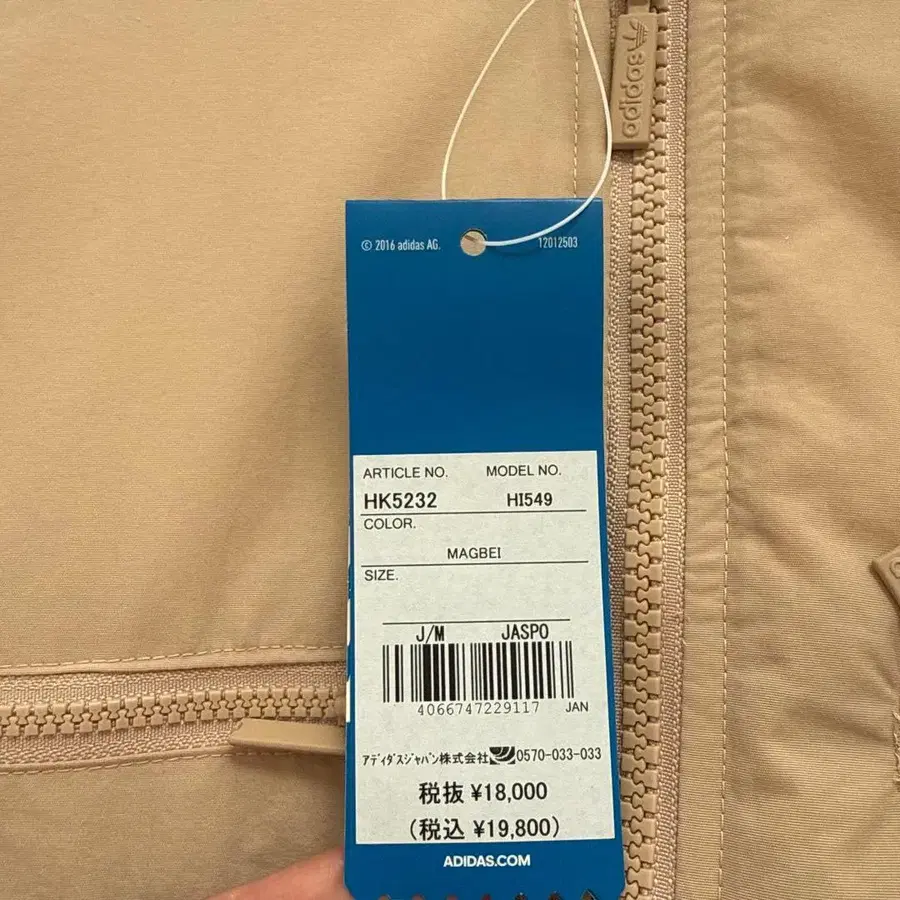 adidas
© 2016 adidas AG. 12012503
ARTICLE NO. MODEL NO.
HK5232 HI549
COLOR.
MAGBEI
SIZE.
J/M JASPO
4066747229117 JAN
アディダスジャパン株式会社 0570-033-033
税抜 ¥18,000
(税込 ¥19,800)
ADIDAS.COM